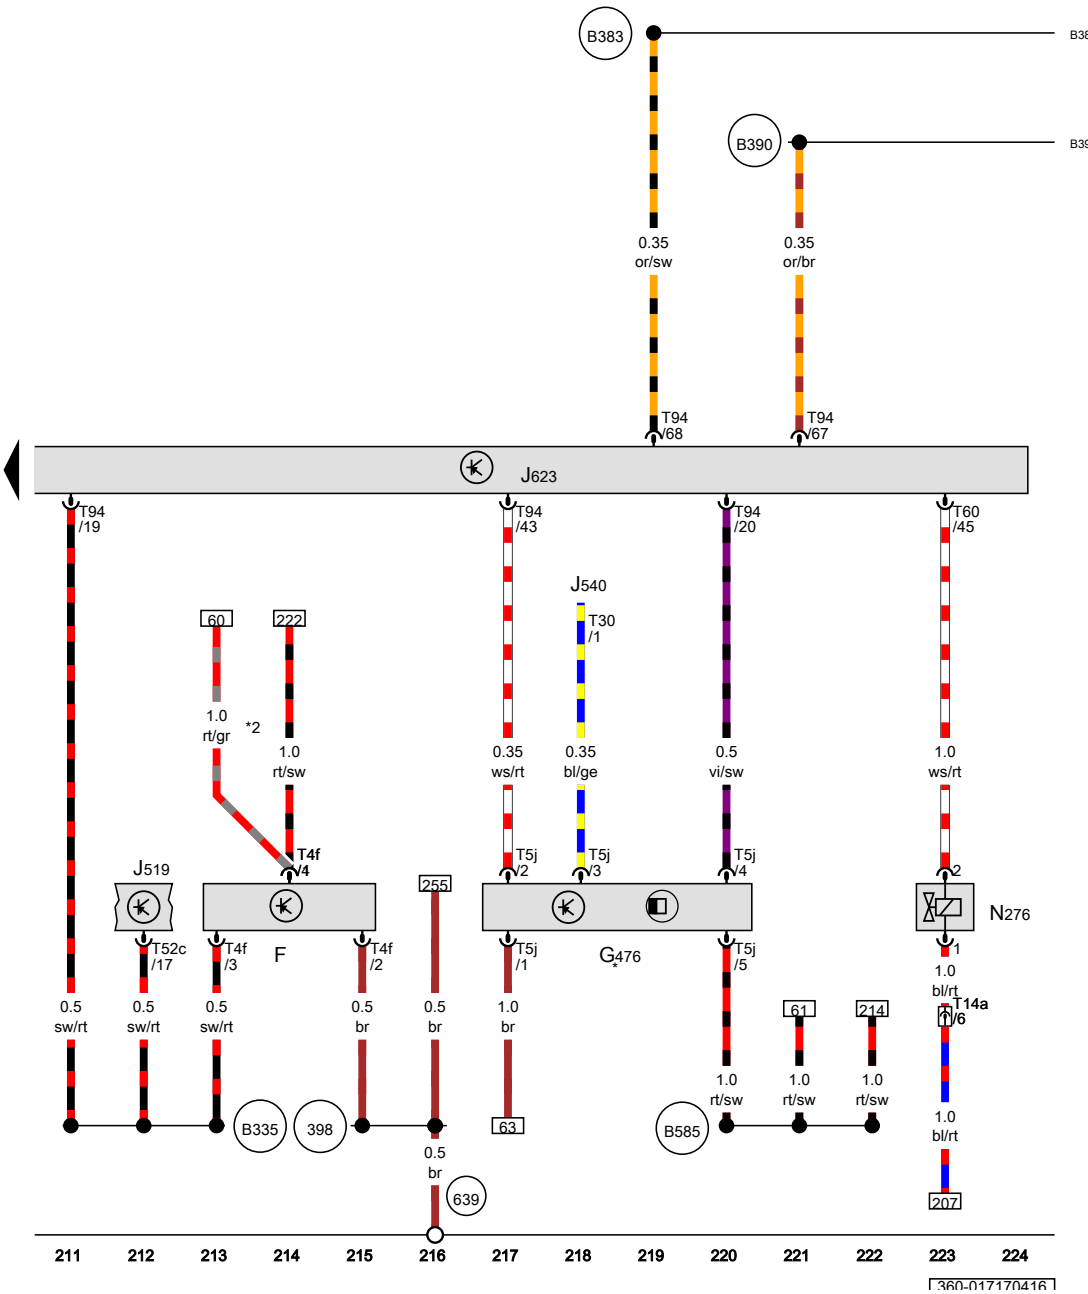 B383
B38
B390
B39
0.35
or/sw
0.35
or/br
T94
/68
T94
/67
J623
T94
/19
T94
/43
T94
/20
T60
/45
J540
T30
/1
60
222
1.0
rt/gr
*2
1.0
rt/sw
0.35
ws/rt
0.35
bl/ge
0.5
vi/sw
1.0
ws/rt
T4f
/4
T5j
/2
T5j
/3
T5j
/4
2
J519
255
N276
T52c
/17
T4f
/3
F
T4f
/2
T5j
/1
G476
*
T5j
/5
1
1.0
bl/rt
T14a
/6
0.5
sw/rt
0.5
sw/rt
0.5
sw/rt
0.5
br
0.5
br
1.0
br
61
214
1.0
rt/sw
1.0
rt/sw
1.0
rt/sw
B335
398
63
B585
1.0
bl/rt
0.5
br
639
207
211 212 213 214 215 216 217 218 219 220 221 222 223 224
360-017170416